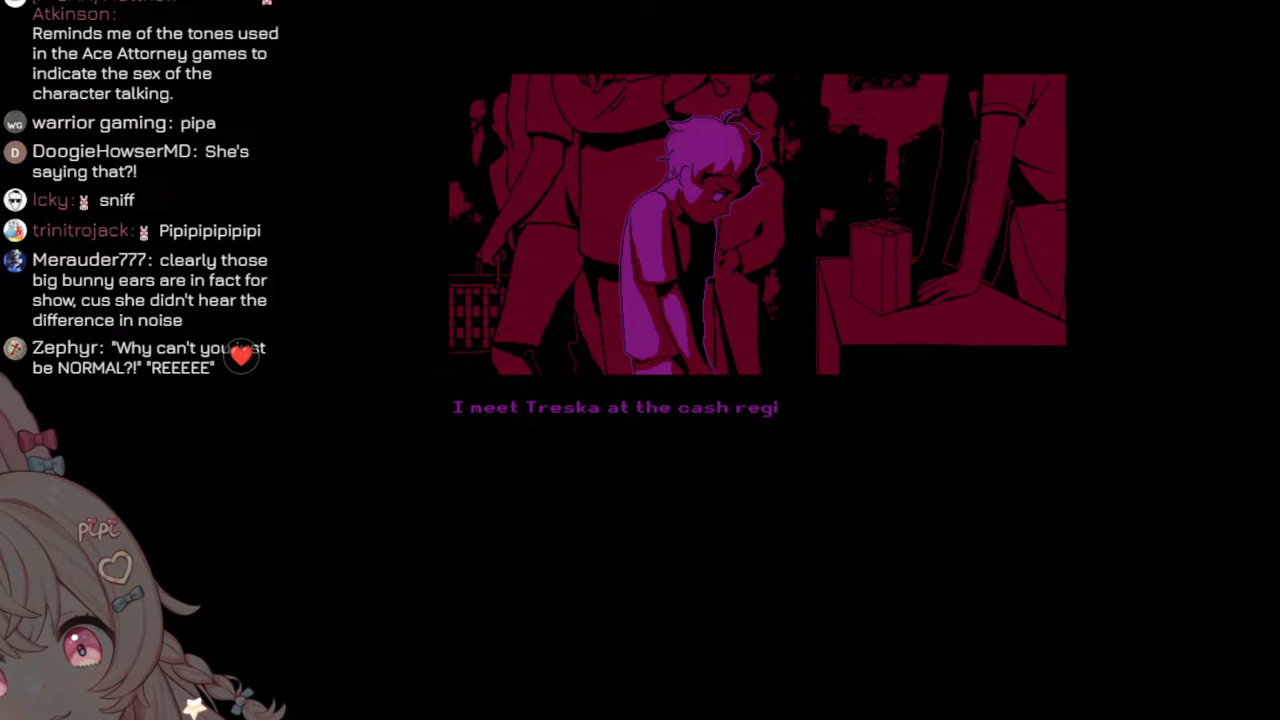 Atkinson:
Reminds me of the tones used
in the Ace Attorney games to
indicate the sex of the
character talking.
WG warrior gaming: pipa
D DoogieHowserMD: She's
saying that?!
Icky: sniff
trinitrojack: Pipipipipipipi
Merauder777: clearly those
big bunny ears are in fact for
show, cus she didn't hear the
difference in noise
Zephyr: "Why can't you
be NORMAL?!" "REEEEE"
I meet Treska at the cash regi
pipi